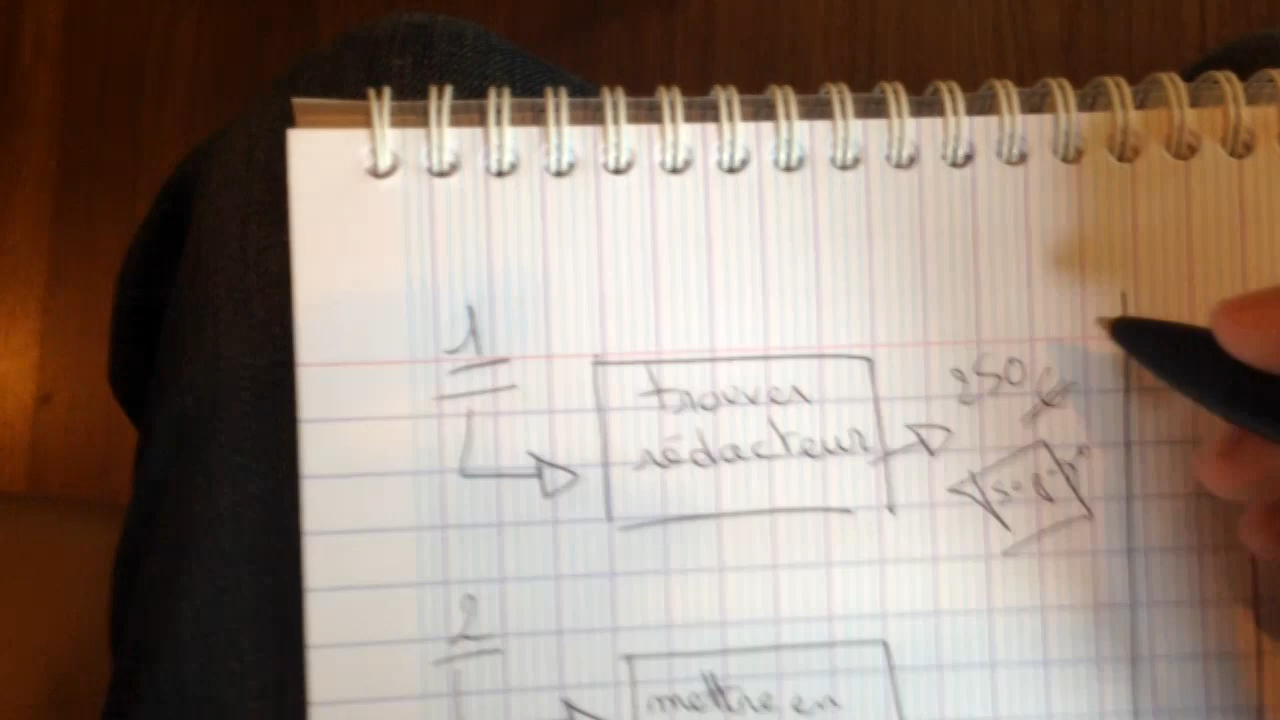 1
trouver
rédacteur
250 €
2
mettre en